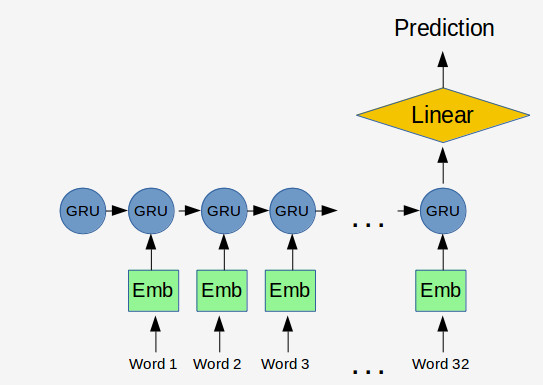 Prediction
Linear
GRU GRU GRU GRU . . . GRU
Emb Emb Emb Emb
Word 1 Word 2 Word 3 . . . Word 32